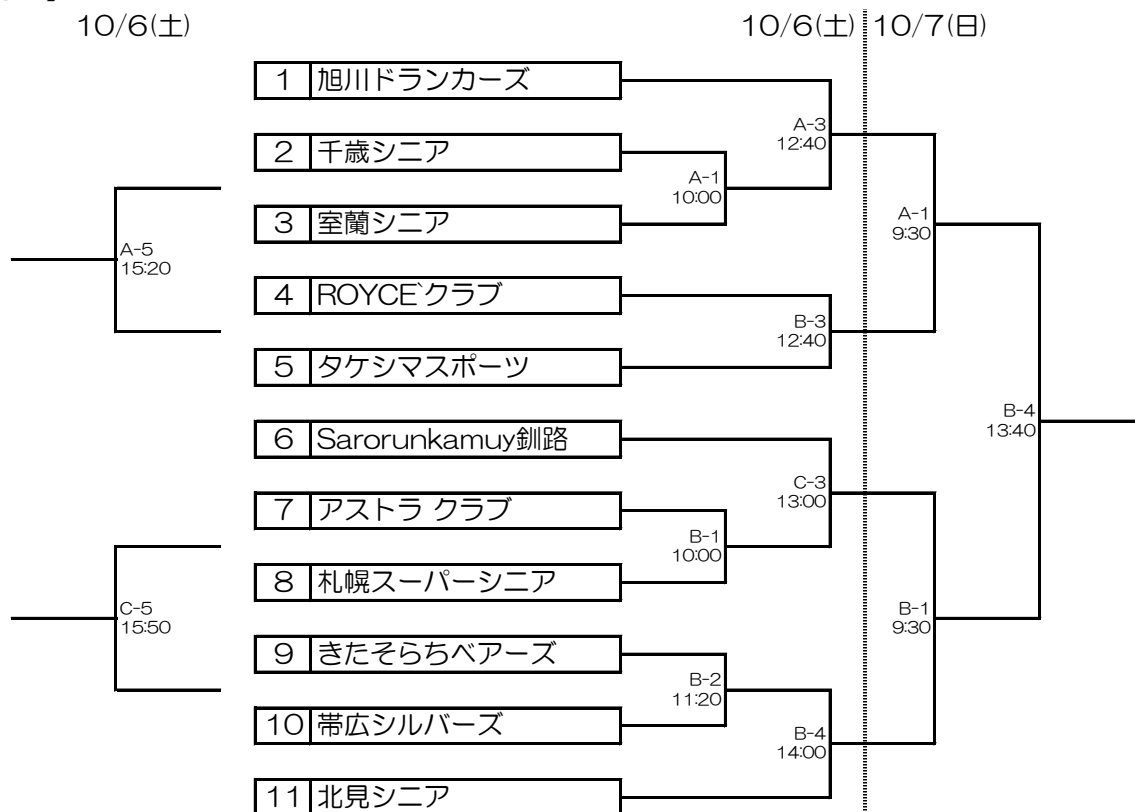 10/6(土)
10/6(土) 10/7(日)
1 旭川ドランカーズ
A-3
12:40
2 千歳シニア
A-1
10:00
3 室蘭シニア
A-1
9:30
A-5
15:20
4 ROYCE`クラブ
B-3
12:40
5 タケシマスポーツ
B-4
13:40
6 Sarorunkamuy釧路
C-3
13:00
7 アストラ クラブ
B-1
10:00
8 札幌スーパーシニア
C-5
15:50
B-1
9:30
9 きたそらちベアーズ
B-2
11:20
10 帯広シルバーズ
B-4
14:00
11 北見シニア